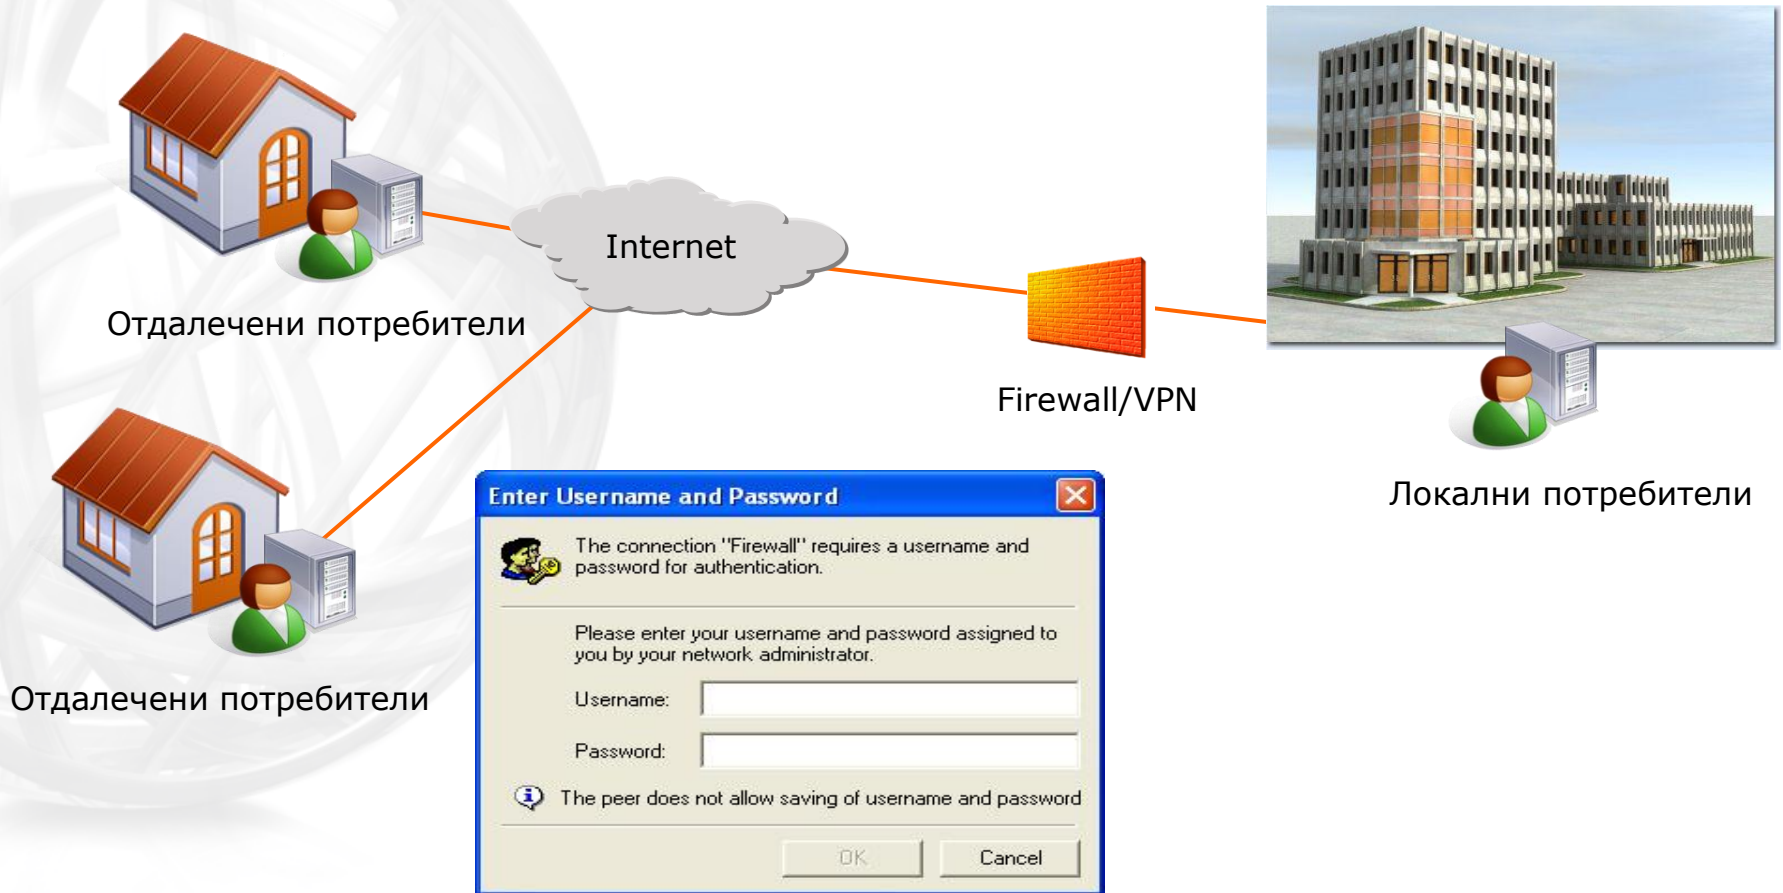 Internet
Отдалечени потребители
Firewall/VPN
Локални потребители
Отдалечени потребители
Enter Username and Password
The connection "Firewall" requires a username and
password for authentication.
Please enter your username and password assigned to
you by your network administrator.
Username:
Password:
The peer does not allow saving of username and password
OK
Cancel